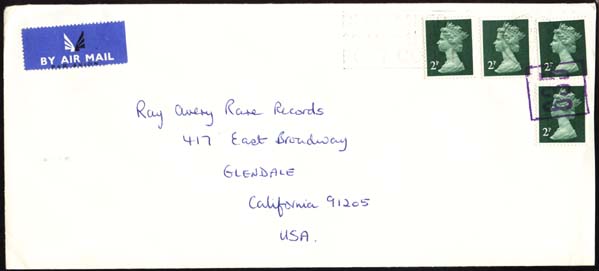 BY AIR MAIL
2P
2P
2P
2P
Ray Avery Rare Records
417 East Broadway
GLENDALE
California 91205
USA.